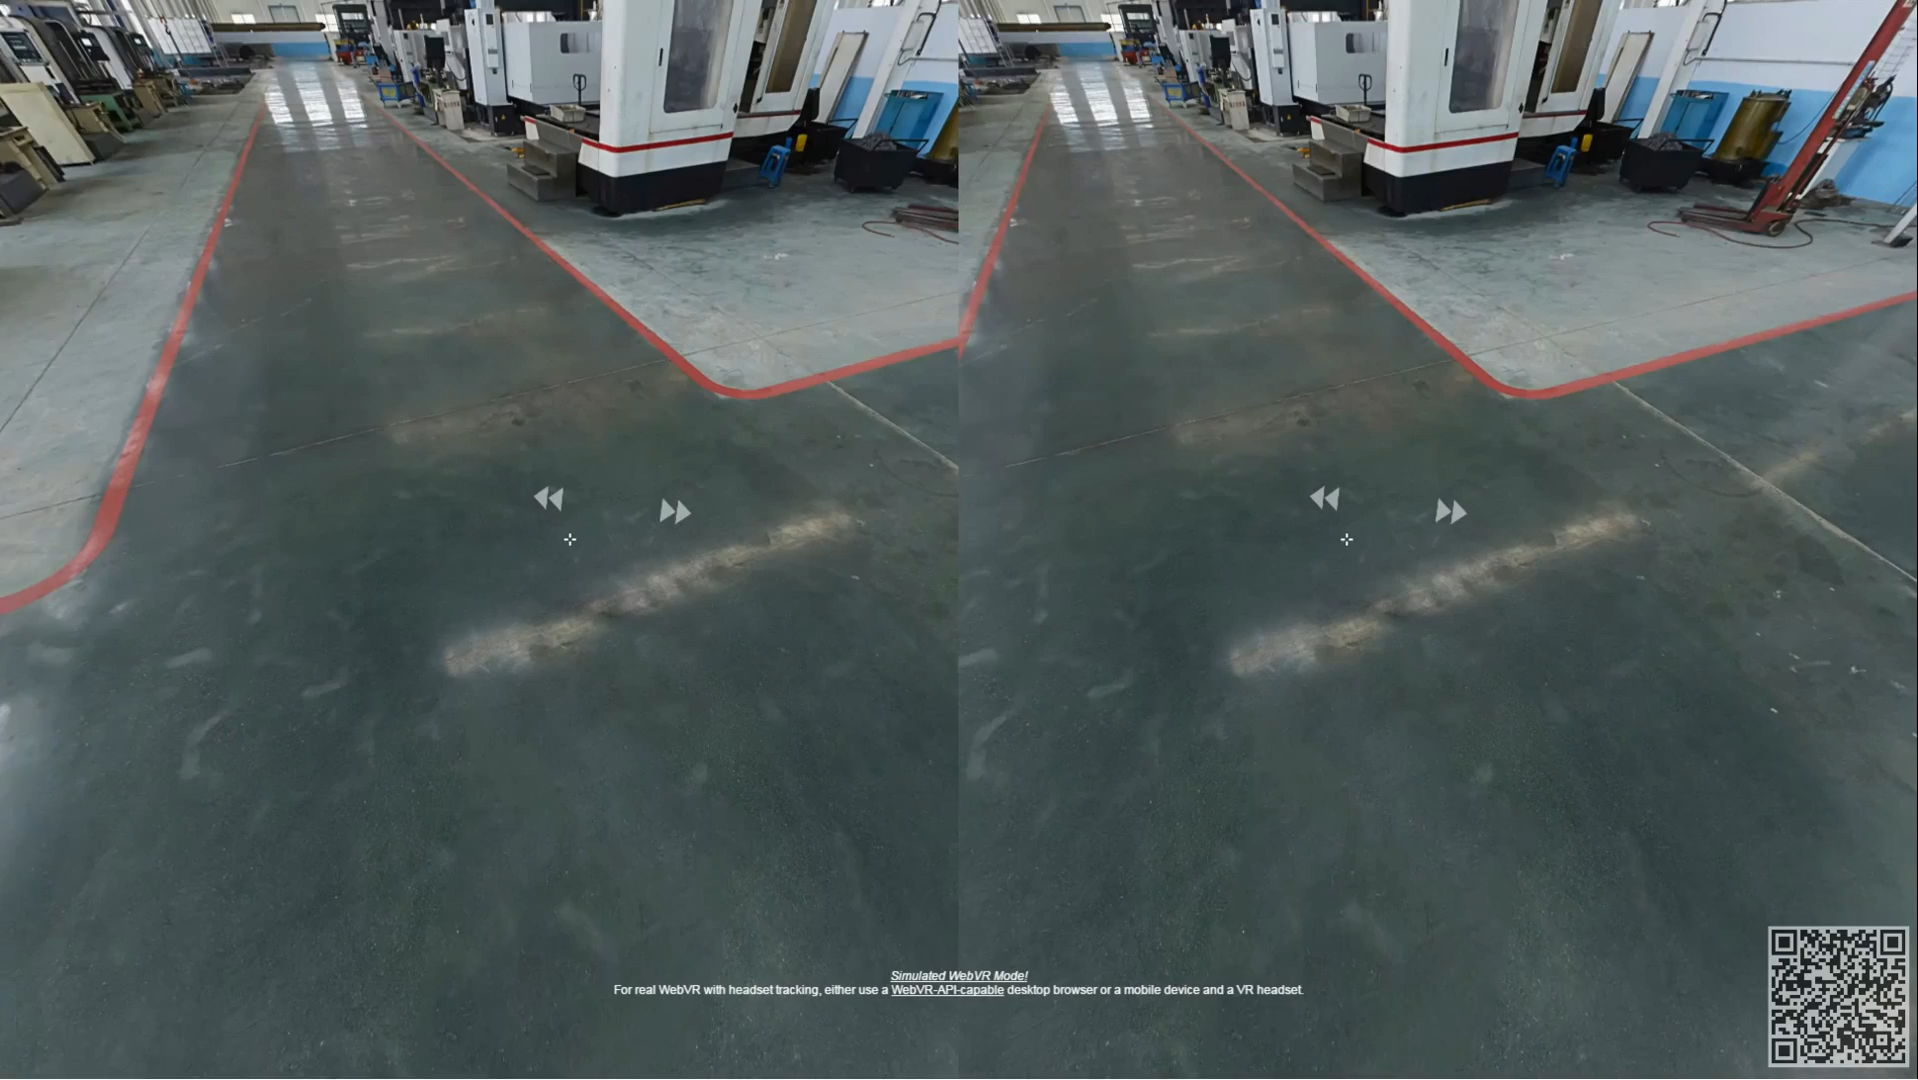 Simulated WebVR Mode!
For real WebVR with headset tracking, either use a WebVR-API-capable desktop browser or a mobile device and a VR headset.